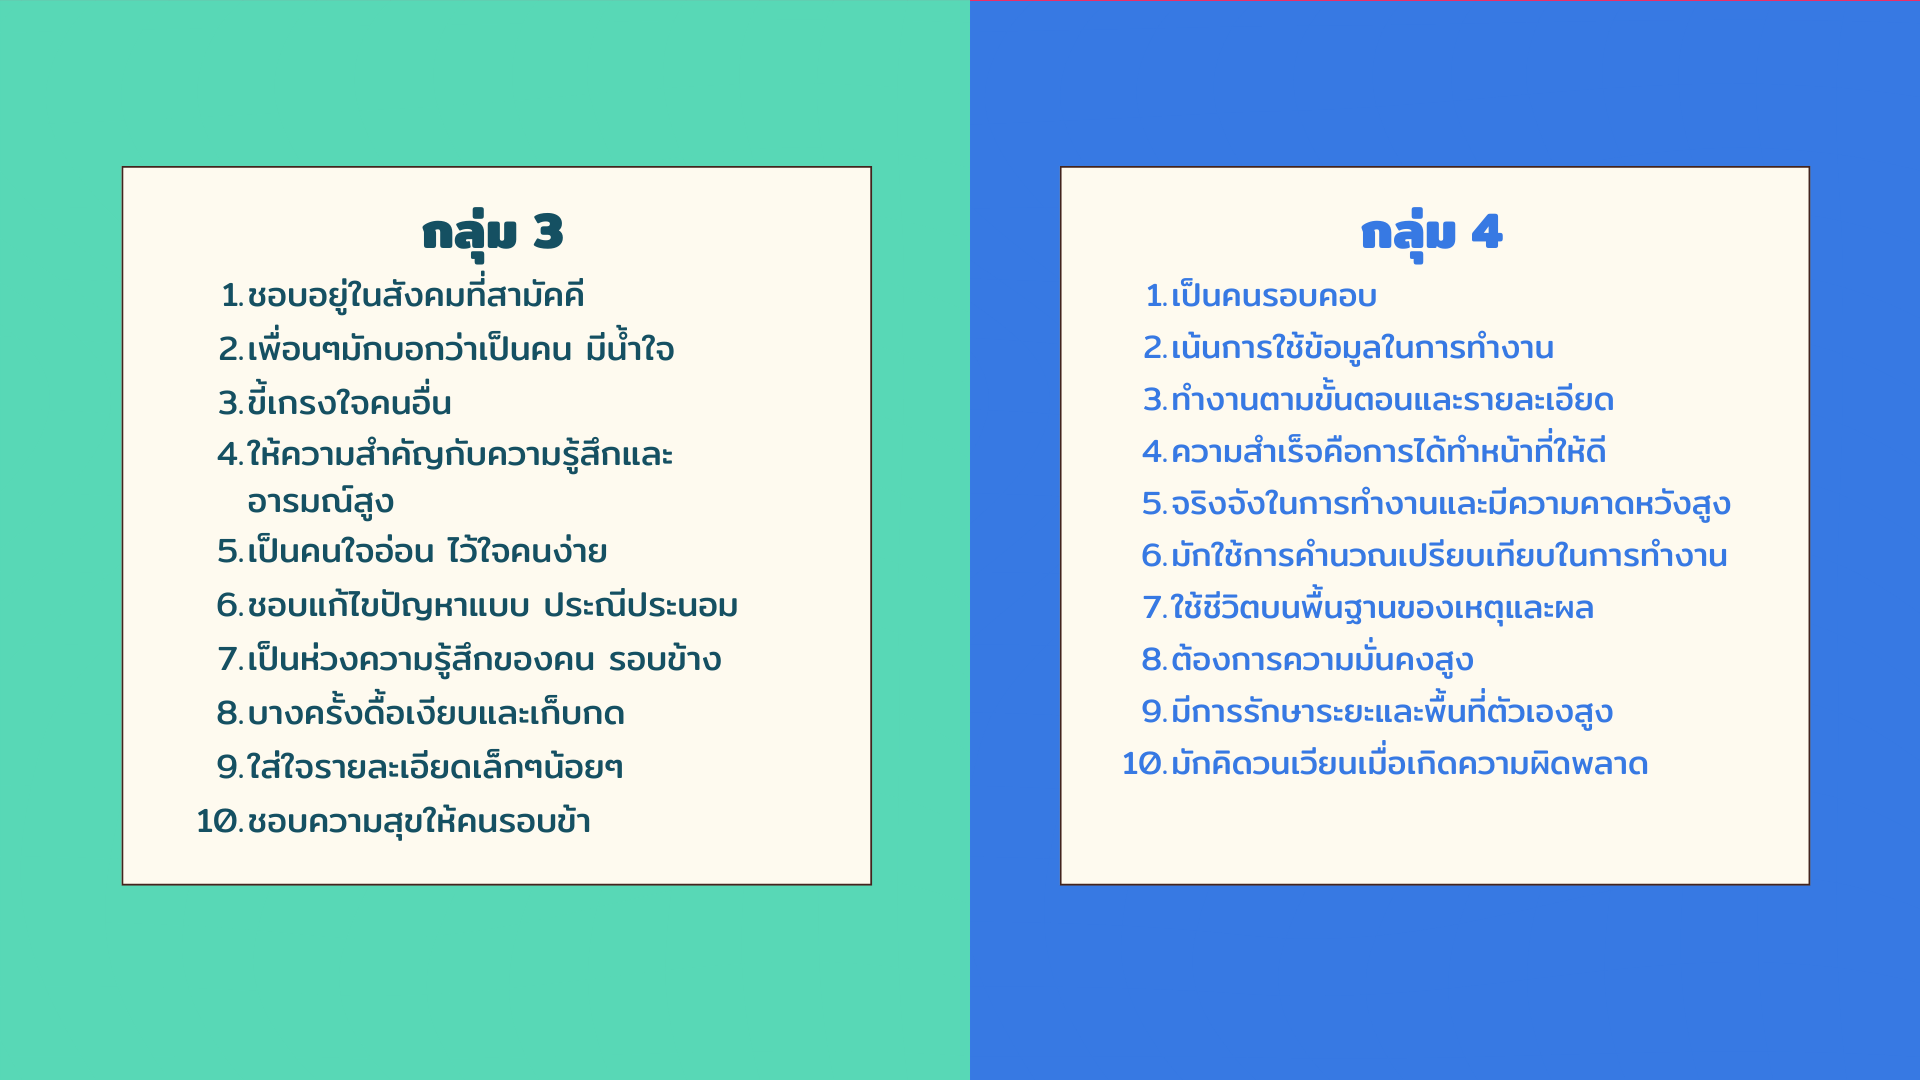 กลุ่ม 3
1. ชอบอยู่ในสังคมที่สามัคคี
2. เพื่อนๆมักบอกว่าเป็นคน มีน้ำใจ
3. ขี้เกรงใจคนอื่น
4. ให้ความสำคัญกับความรู้สึกและ
อารมณ์สูง
5. เป็นคนใจอ่อน ไว้ใจคนง่าย
6. ชอบแก้ไขปัญหาแบบ ประณีประนอม
7. เป็นห่วงความรู้สึกของคน รอบข้าง
8. บางครั้งดื้อเงียบและเก็บกด
9. ใส่ใจรายละเอียดเล็กๆน้อยๆ
10. ชอบความสุขให้คนรอบข้า
กลุ่ม 4
1. เป็นคนรอบคอบ
2. เน้นการใช้ข้อมูลในการทำงาน
3. ทำงานตามขั้นตอนและรายละเอียด
4. ความสำเร็จคือการได้ทำหน้าที่ให้ดี
5. จริงจังในการทำงานและมีความคาดหวังสูง
6. มักใช้การคำนวณเปรียบเทียบในการทำงาน
7. ใช้ชีวิตบนพื้นฐานของเหตุและผล
8. ต้องการความมั่นคงสูง
9. มีการรักษาระยะและพื้นที่ตัวเองสูง
10. มักคิดวนเวียนเมื่อเกิดความผิดพลาด